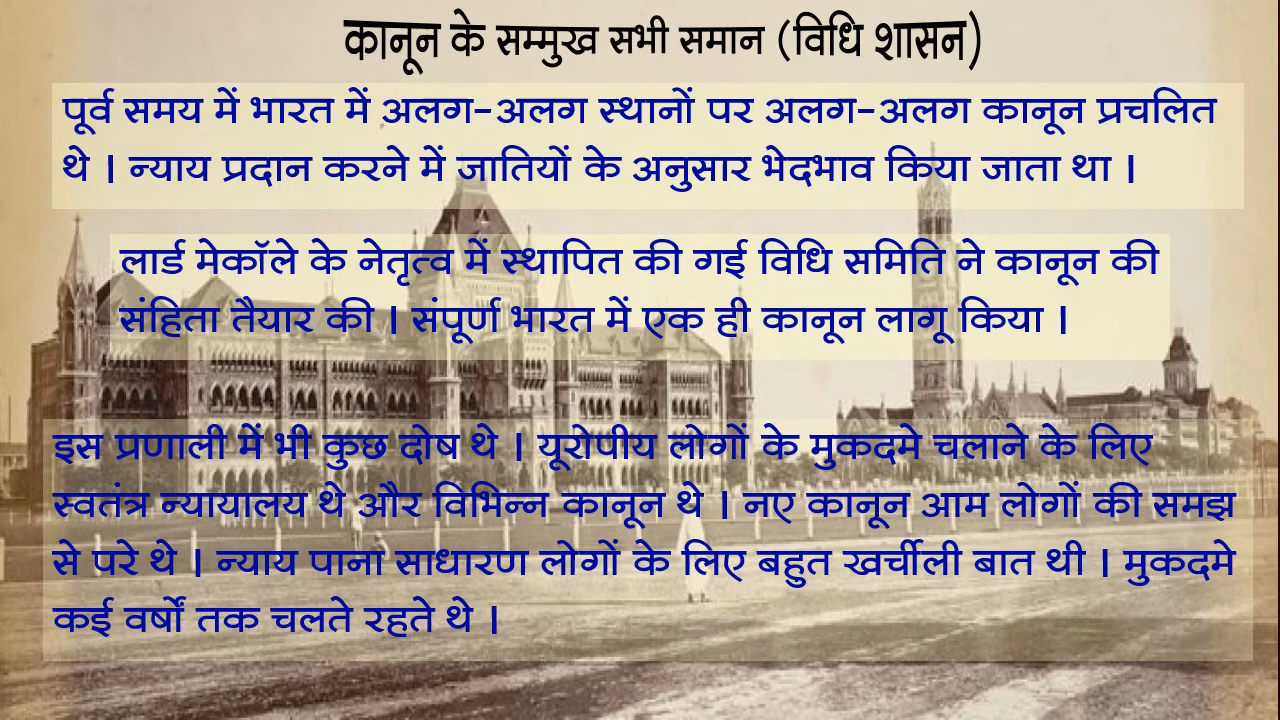 कानून के सम्मुख सभी समान (विधि शासन)
पूर्व समय में भारत में अलग-अलग स्थानों पर अलग-अलग कानून प्रचलित
थे । न्याय प्रदान करने में जातियों के अनुसार भेदभाव किया जाता था ।
लार्ड मेकॉले के नेतृत्व में स्थापित की गई विधि समिति ने कानून की
संहिता तैयार की । संपूर्ण भारत में एक ही कानून लागू किया ।
इस प्रणाली में भी कुछ दोष थे । यूरोपीय लोगों के मुकदमे चलाने के लिए
स्वतंत्र न्यायालय थे और विभिन्न कानून थे । नए कानून आम लोगों की समझ
से परे थे । न्याय पाना साधारण लोगों के लिए बहुत खर्चीली बात थी । मुकदमे
कई वर्षों तक चलते रहते थे ।